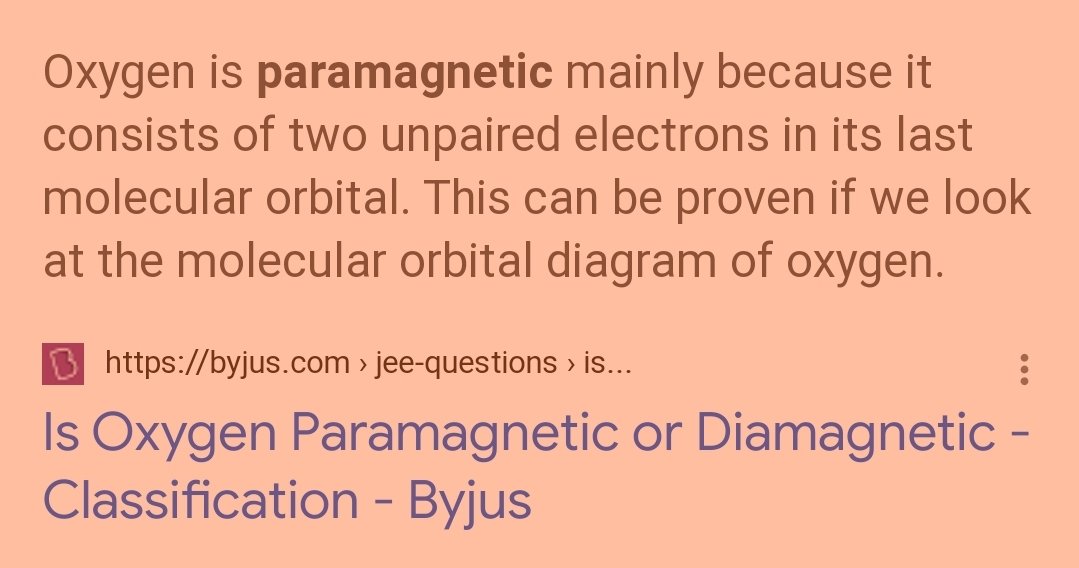 Oxygen is paramagnetic mainly because it
consists of two unpaired electrons in its last
molecular orbital. This can be proven if we look
at the molecular orbital diagram of oxygen.
https://byjus.com › jee-questions › is...
Is Oxygen Paramagnetic or Diamagnetic -
Classification - Byjus